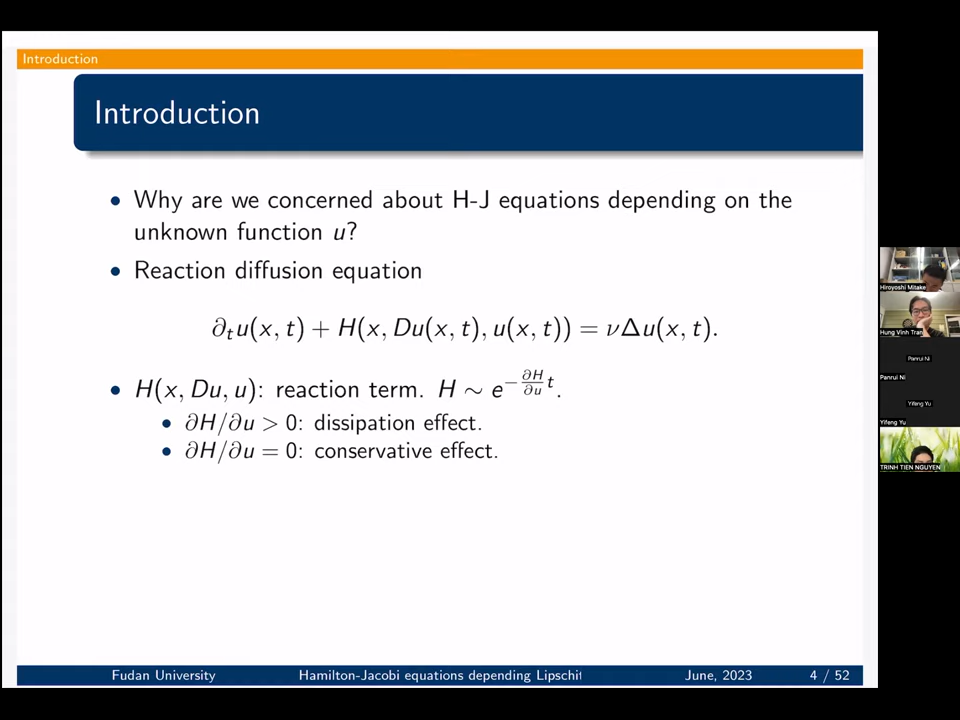 Introduction
Introduction
• Why are we concerned about H-J equations depending on the
unknown function u?
• Reaction diffusion equation
∂ₜu(x, t) + H(x, Du(x, t), u(x, t)) = νΔu(x, t).
• H(x, Du, u): reaction term. H ∼ e^{−\frac{∂H}{∂u}t}.
• ∂H/∂u > 0: dissipation effect.
• ∂H/∂u = 0: conservative effect.
Hiroyoshi Mitake
Hung Vinh Tran
Panrui Ni
Panrui Ni
Yifeng Yu
Yifeng Yu
TRINH TIEN NGUYEN
Fudan University Hamilton-Jacobi equations depending Lipschit June, 2023 4 / 52